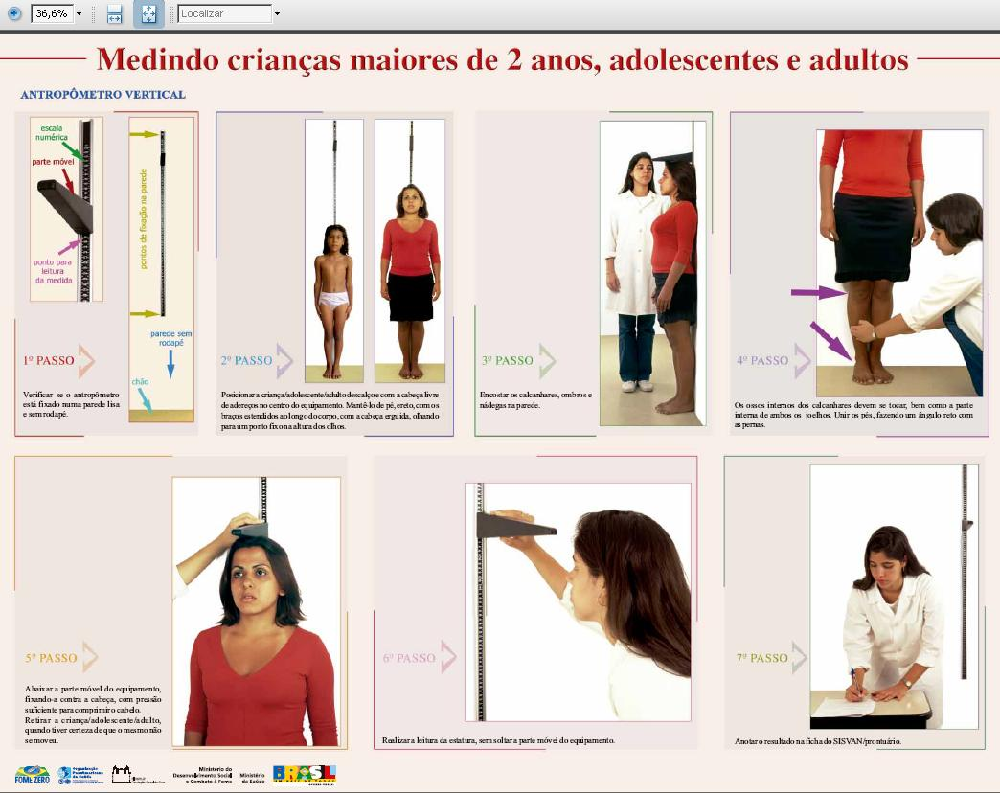 36,6%
Localizar
Medindo crianças maiores de 2 anos, adolescentes e adultos
ANTROPÔMETRO VERTICAL
escala
numérica
parte móvel
ponto para
leitura
da medida
pontos de fixação na parede
parede sem
rodapé
chão
1º PASSO
Verificar se o antropômetro
está fixado numa parede lisa
e sem rodapé.
2º PASSO
Posicionar a criança/adolescente/adulto descalço e com a cabeça livre
de adereços no centro do equipamento. Mantê-lo de pé, ereto, com os
braços estendidos ao longo do corpo, com a cabeça erguida, olhando
para um ponto fixo na altura dos olhos.
3º PASSO
Encostar os calcanhares, ombros e
nádegas na parede.
4º PASSO
Os ossos internos dos calcanhares devem se tocar, bem como a parte
interna de ambos os joelhos. Unir os pés, fazendo um ângulo reto com
as pernas.
5º PASSO
Abaixar a parte móvel do equipamento,
fixando-a contra a cabeça, com pressão
suficiente para comprimir o cabelo.
Retirar a criança/adolescente/adulto,
quando tiver certeza de que o mesmo não
se moveu.
6º PASSO
Realizar a leitura da estatura, sem soltar a parte móvel do equipamento.
7º PASSO
Anotar o resultado na ficha do SISVAN/prontuário.
FOME ZERO
Organização
Pan-Americana
da Saúde
Ministério do
Desenvolvimento Social
e Combate à Fome
Ministério
da Saúde
BRASIL
UM PAÍS DE TODOS